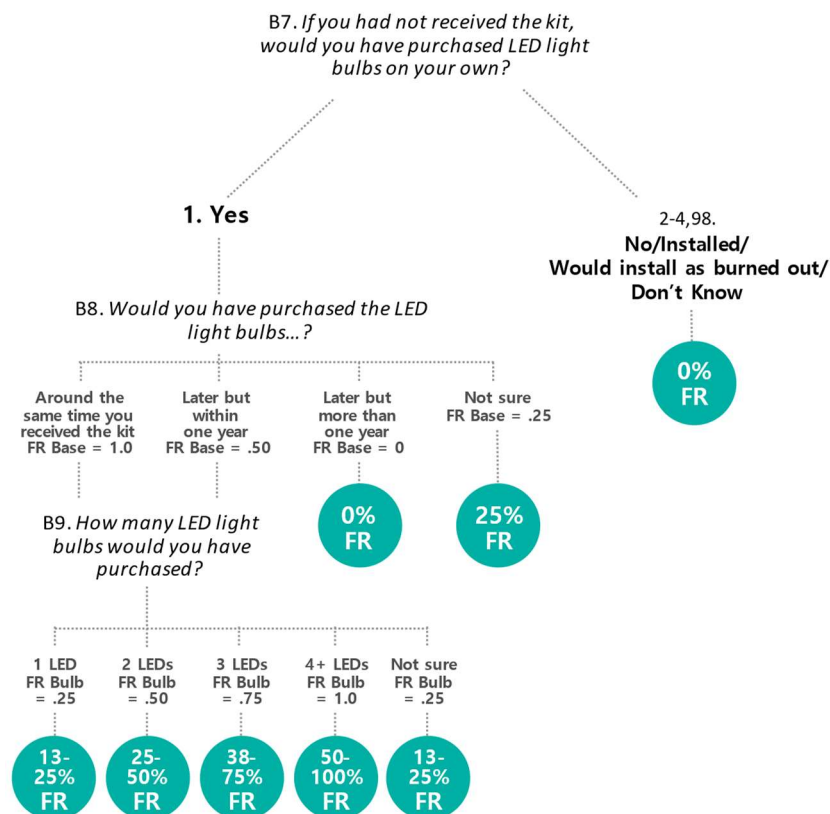 B7. If you had not received the kit,
would you have purchased LED light
bulbs on your own?
1. Yes
2-4,98.
No/Installed/
Would install as burned out/
Don't Know
0%
FR
B8. Would you have purchased the LED
light bulbs...?
Around the
same time you
received the kit
FR Base = 1.0
Later but
within
one year
FR Base = .50
Later but
more than
one year
FR Base = 0
Not sure
FR Base = .25
0%
FR
25%
FR
B9. How many LED light
bulbs would you have
purchased?
1 LED
FR Bulb
= .25
2 LEDs
FR Bulb
= .50
3 LEDs
FR Bulb
= .75
4+ LEDs
FR Bulb
= 1.0
Not sure
FR Bulb
= .25
13-
25%
FR
25-
50%
FR
38-
75%
FR
50-
100%
FR
13-
25%
FR